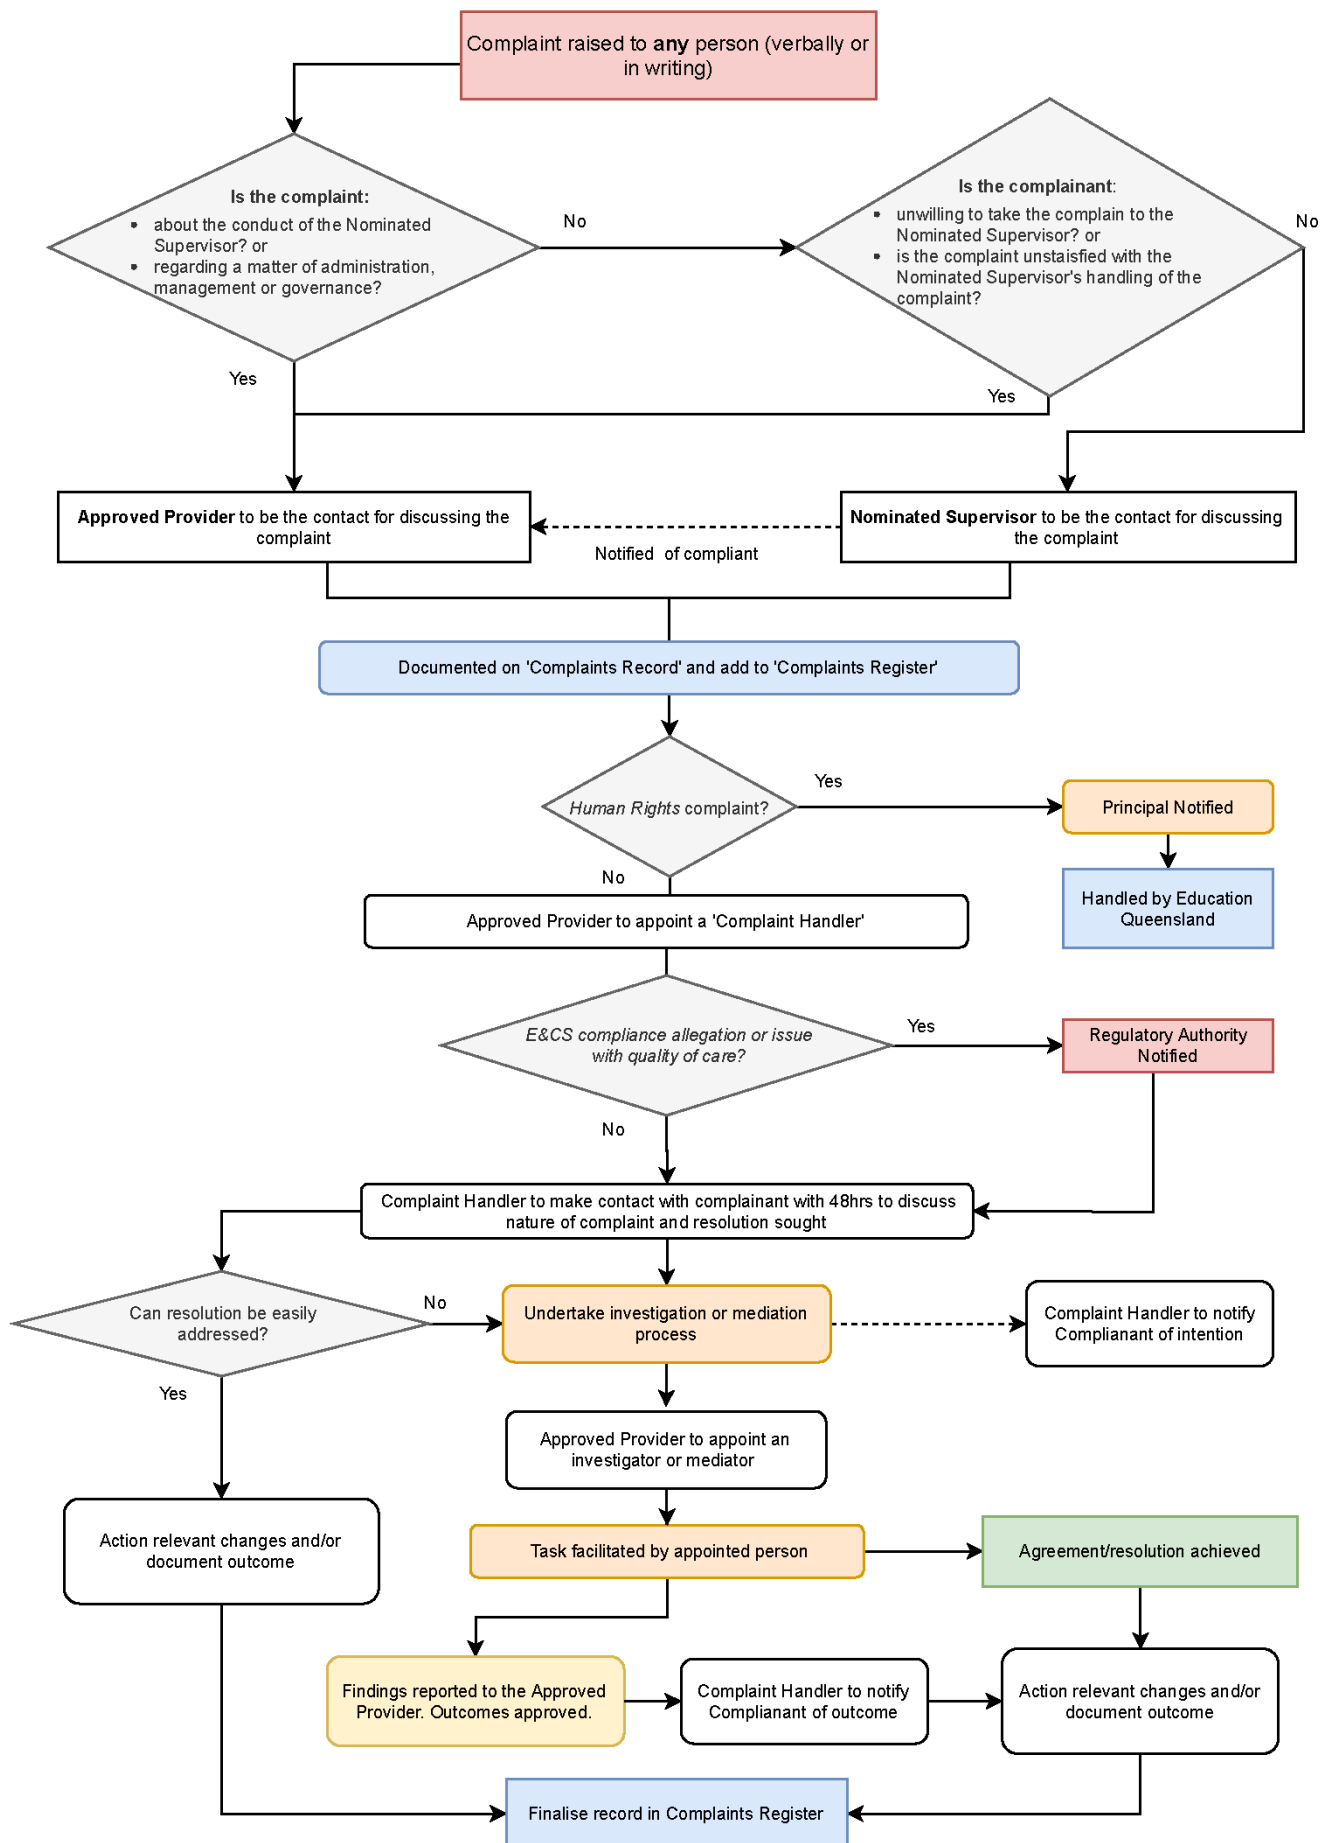 Complaint raised to any person (verbally or
in writing)
Is the complaint:
• about the conduct of the Nominated
Supervisor? or
• regarding a matter of administration,
management or governance?
No
Is the complainant:
• unwilling to take the complain to the
Nominated Supervisor? or
• is the complaint unstaisfied with the
Nominated Supervisor's handling of the
complaint?
No
Yes
Yes
Approved Provider to be the contact for discussing the
complaint
Notified of compliant
Nominated Supervisor to be the contact for discussing
the complaint
Documented on 'Complaints Record' and add to 'Complaints Register'
Human Rights complaint?
Yes
Principal Notified
Handled by Education
Queensland
No
Approved Provider to appoint a 'Complaint Handler'
E&CS compliance allegation or issue
with quality of care?
Yes
Regulatory Authority
Notified
No
Complaint Handler to make contact with complainant with 48hrs to discuss
nature of complaint and resolution sought
Can resolution be easily
addressed?
No
Undertake investigation or mediation
process
Complaint Handler to notify
Complianant of intention
Yes
Approved Provider to appoint an
investigator or mediator
Action relevant changes and/or
document outcome
Task facilitated by appointed person
Agreement/resolution achieved
Findings reported to the Approved
Provider. Outcomes approved.
Complaint Handler to notify
Complianant of outcome
Action relevant changes and/or
document outcome
Finalise record in Complaints Register